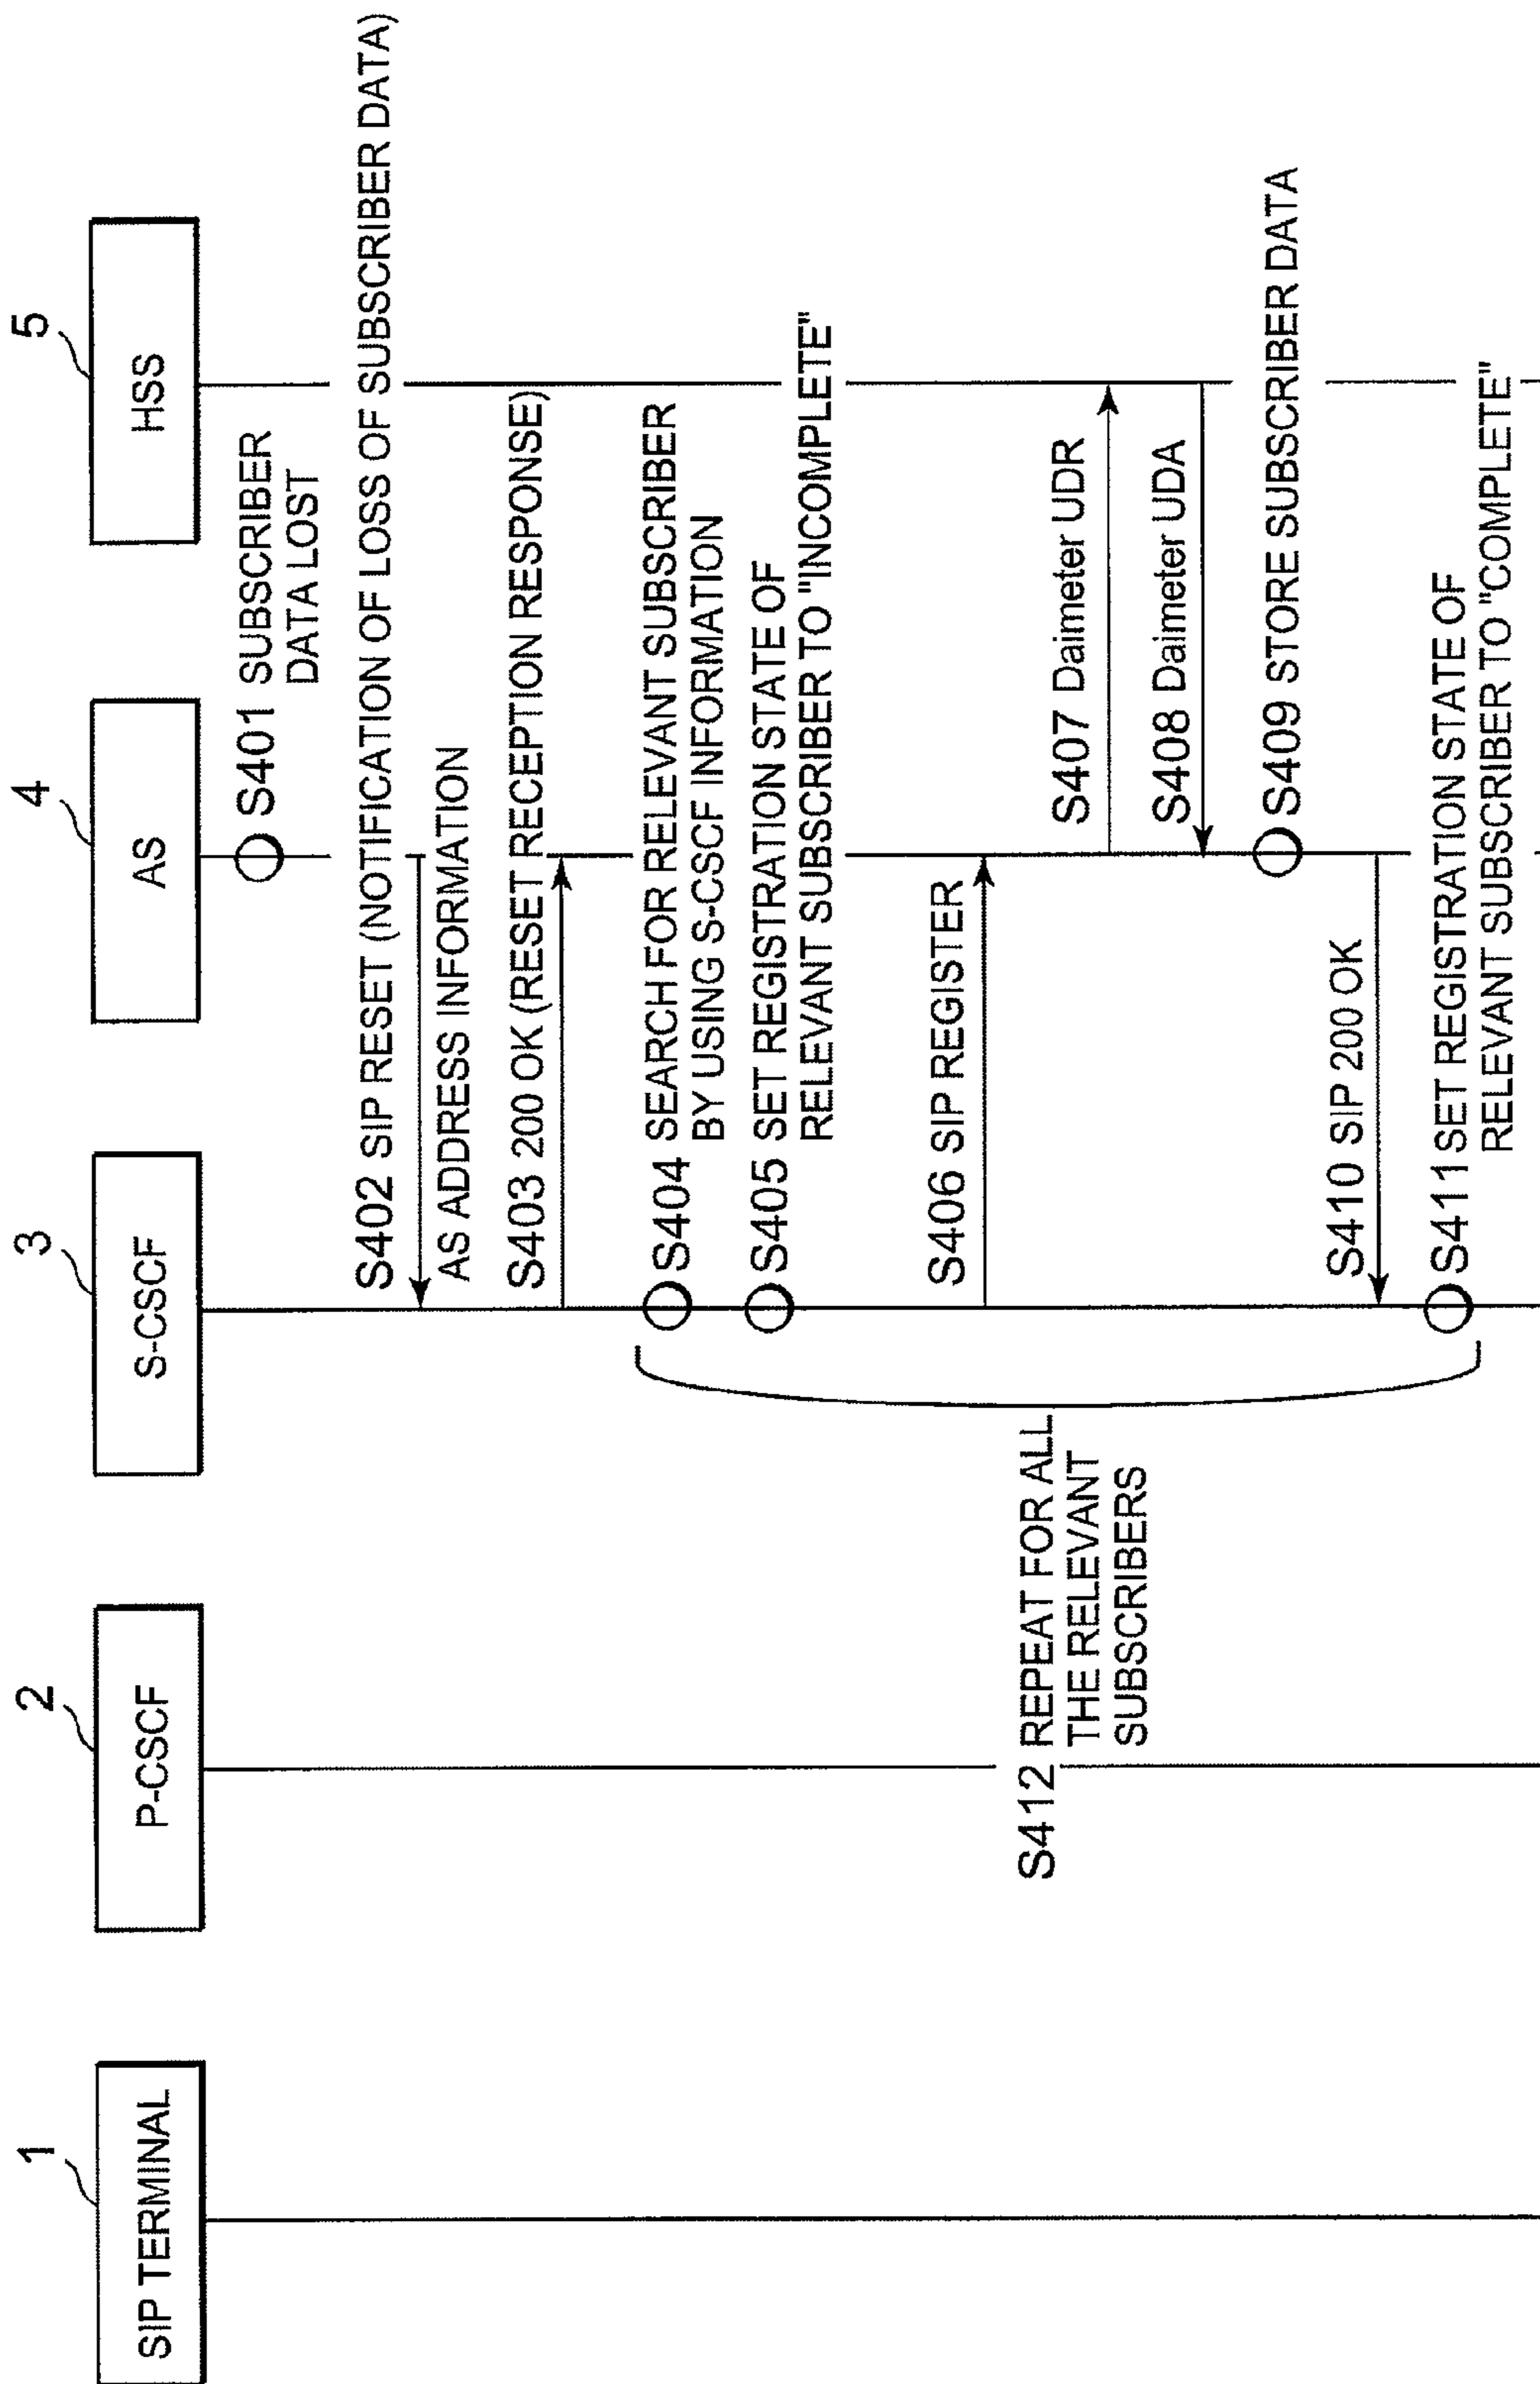 1
SIP TERMINAL
2
P-CSCF
3
S-CSCF
4
AS
5
HSS
S401 SUBSCRIBER
DATA LOST
S402 SIP RESET (NOTIFICATION OF LOSS OF SUBSCRIBER DATA)
AS ADDRESS INFORMATION
S403 200 OK (RESET RECEPTION RESPONSE)
S404 SEARCH FOR RELEVANT SUBSCRIBER
BY USING S-CSCF INFORMATION
S405 SET REGISTRATION STATE OF
RELEVANT SUBSCRIBER TO "INCOMPLETE"
S406 SIP REGISTER
S407 Daimeter UDR
S408 Daimeter UDA
S409 STORE SUBSCRIBER DATA
S410 SIP 200 OK
S411 SET REGISTRATION STATE OF
RELEVANT SUBSCRIBER TO "COMPLETE"
S412 REPEAT FOR ALL
THE RELEVANT
SUBSCRIBERS